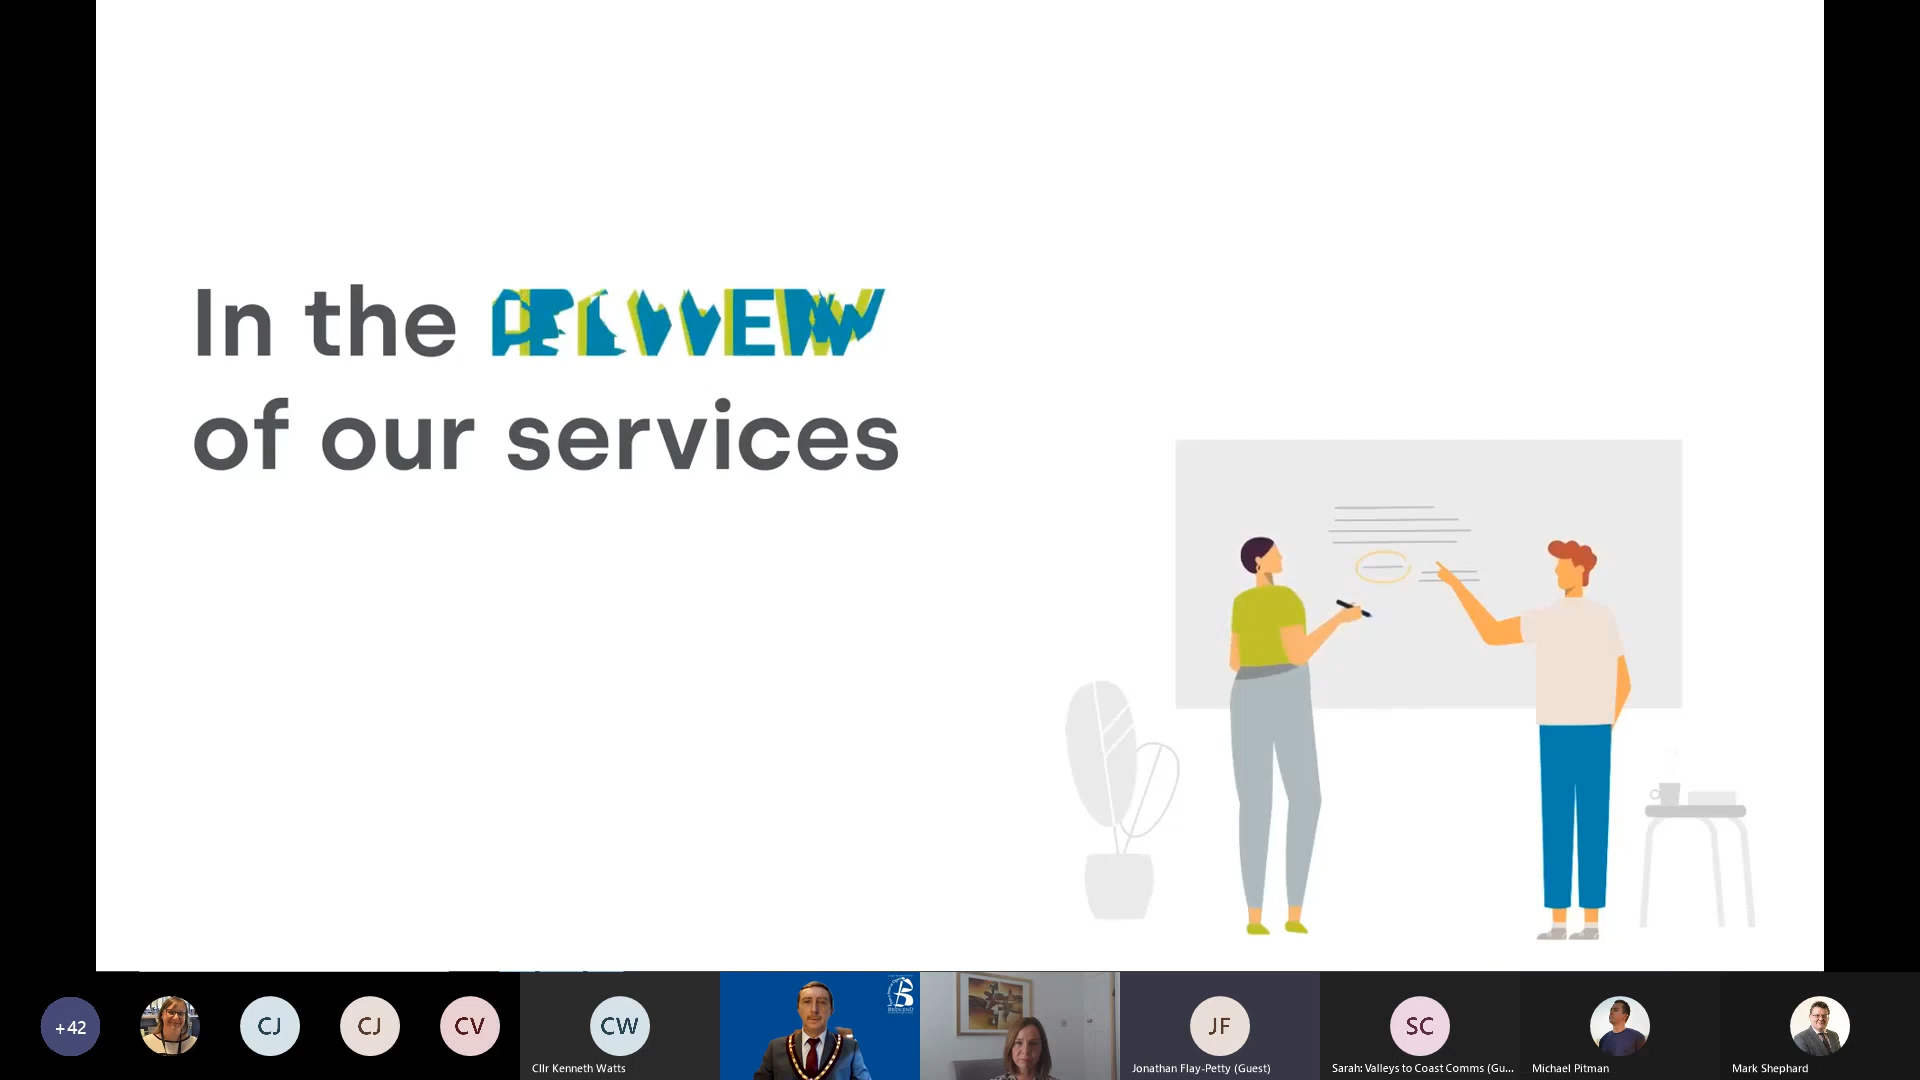 In the
of our services
+42
CJ
CJ
CV
CW
Cllr Kenneth Watts
BRIDGEND
JF
Jonathan Flay-Petty (Guest)
SC
Sarah: Valleys to Coast Comms (Gu...
Michael Pitman
Mark Shephard